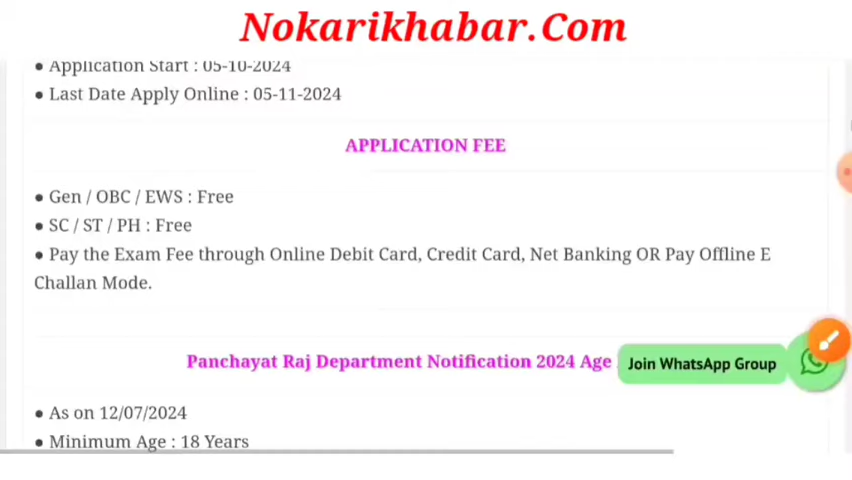 Nokarikhabar.Com
● Application Start : 05-10-2024
● Last Date Apply Online : 05-11-2024
APPLICATION FEE
● Gen / OBC / EWS : Free
● SC / ST / PH : Free
● Pay the Exam Fee through Online Debit Card, Credit Card, Net Banking OR Pay Offline E
Challan Mode.
Panchayat Raj Department Notification 2024 Age
Join WhatsApp Group
● As on 12/07/2024
● Minimum Age : 18 Years